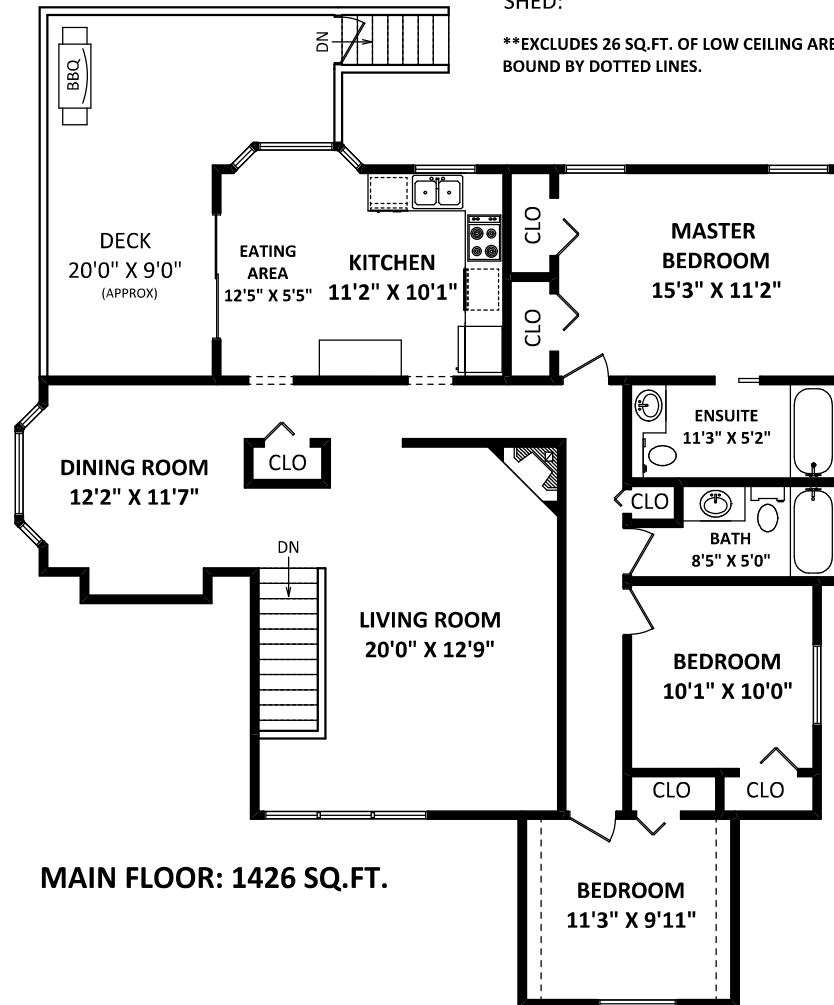 SHED:
**EXCLUDES 26 SQ.FT. OF LOW CEILING ARE
BOUND BY DOTTED LINES.
DN
BBQ
DECK
20'0" X 9'0"
(APPROX)
EATING
AREA
12'5" X 5'5"
KITCHEN
11'2" X 10'1"
CLO
CLO
MASTER
BEDROOM
15'3" X 11'2"
ENSUITE
11'3" X 5'2"
DINING ROOM
12'2" X 11'7"
CLO
CLO
BATH
8'5" X 5'0"
DN
LIVING ROOM
20'0" X 12'9"
BEDROOM
10'1" X 10'0"
CLO
CLO
MAIN FLOOR: 1426 SQ.FT.
BEDROOM
11'3" X 9'11"